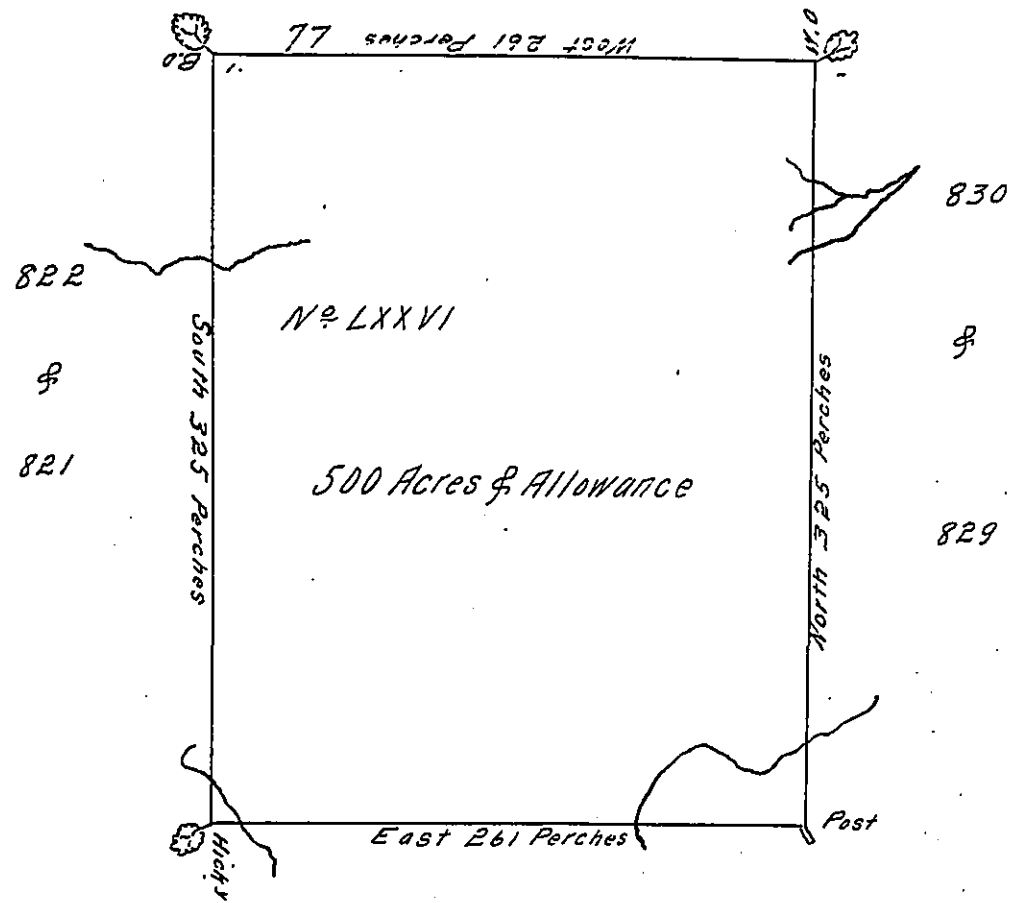 B.O
77
West 261 Perches
W.O
830
&
829
822
&
821
South 325 Perches
No LXXVI
500 Acres & Allowance
North 325 Perches
East 261 Perches
Post
Hicky